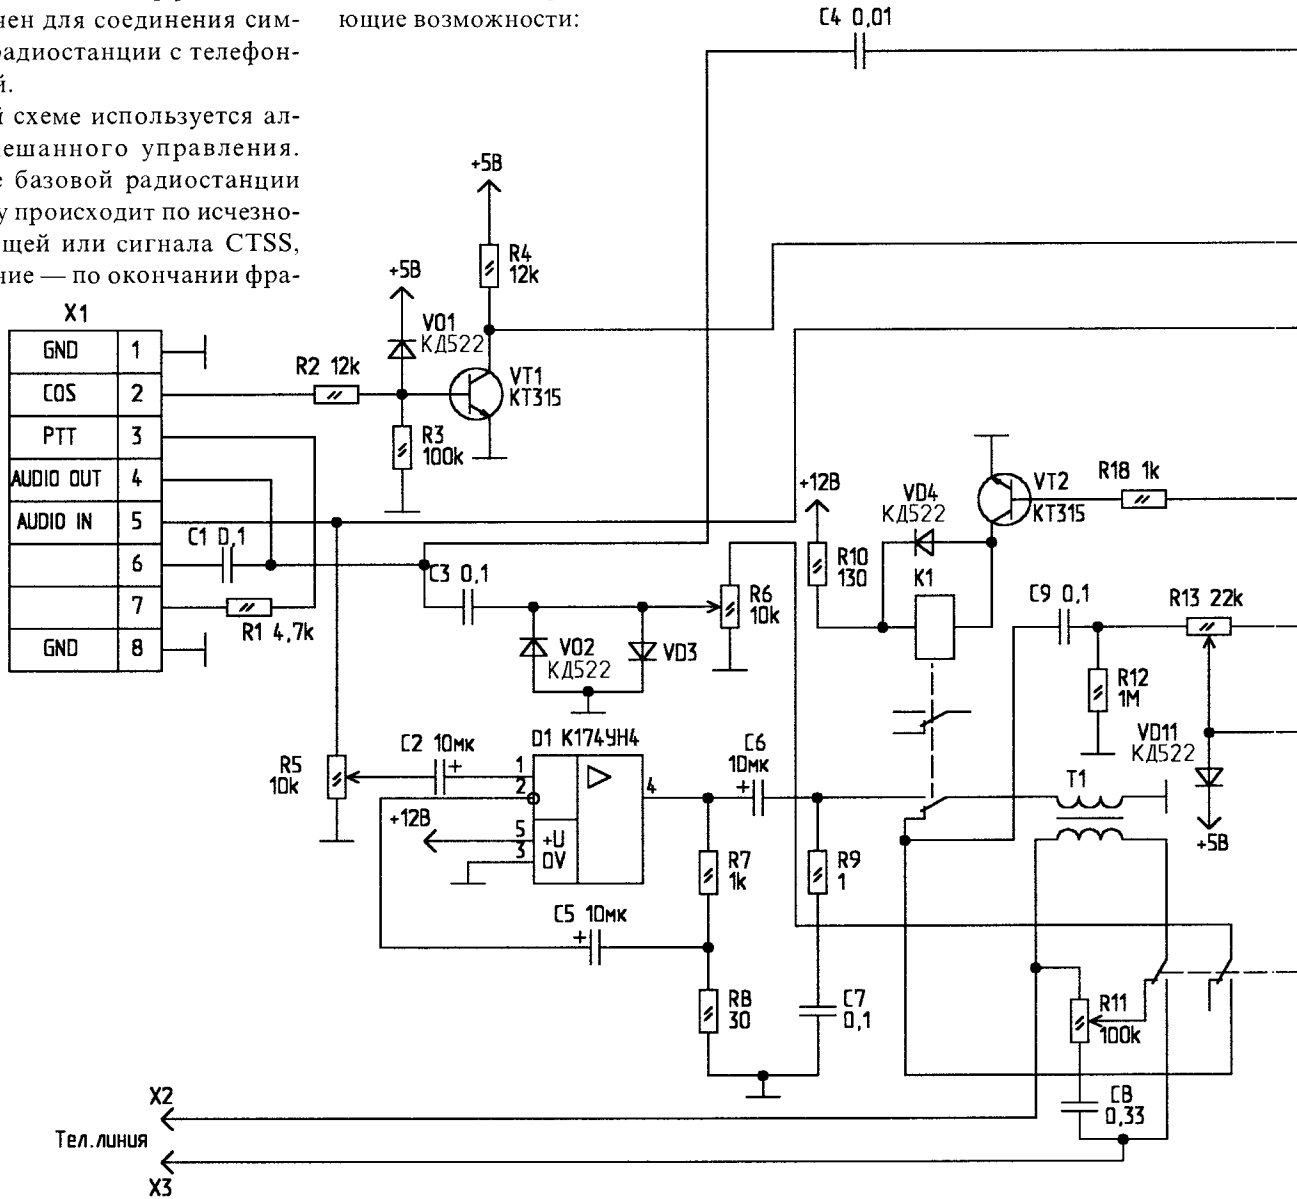 чен для соединения сим-
радиостанции с телефон-
й.
й схеме используется ал-
ешанного управления.
е базовой радиостанции
у происходит по исчезно-
щей или сигнала CTSS,
ние — по окончании фра-
ющие возможности:
C4 0,01
+5В
R4
12k
+5В
VD1
КД522
X1
GND 1
COS 2
PTT 3
AUDIO OUT 4
AUDIO IN 5
6
7
GND 8
R2 12k
VT1
КТ315
R3
100k
C1 0,1
R1 4,7k
C3 0,1
VD2
КД522
VD3
R6
10k
+12В
R10
130
VD4
КД522
K1
VT2
КТ315
R18 1k
C9 0,1
R13 22k
R12
1М
VD11
КД522
+5В
T1
R5
10k
C2 10мк
+
D1 К174УН4
1
2
5
3
+U
0V
4
+12В
C6
10мк
+
R7
1k
R9
1
C5 10мк
+
R8
30
C7
0,1
R11
100k
C8
0,33
X2
Тел.линия
X3